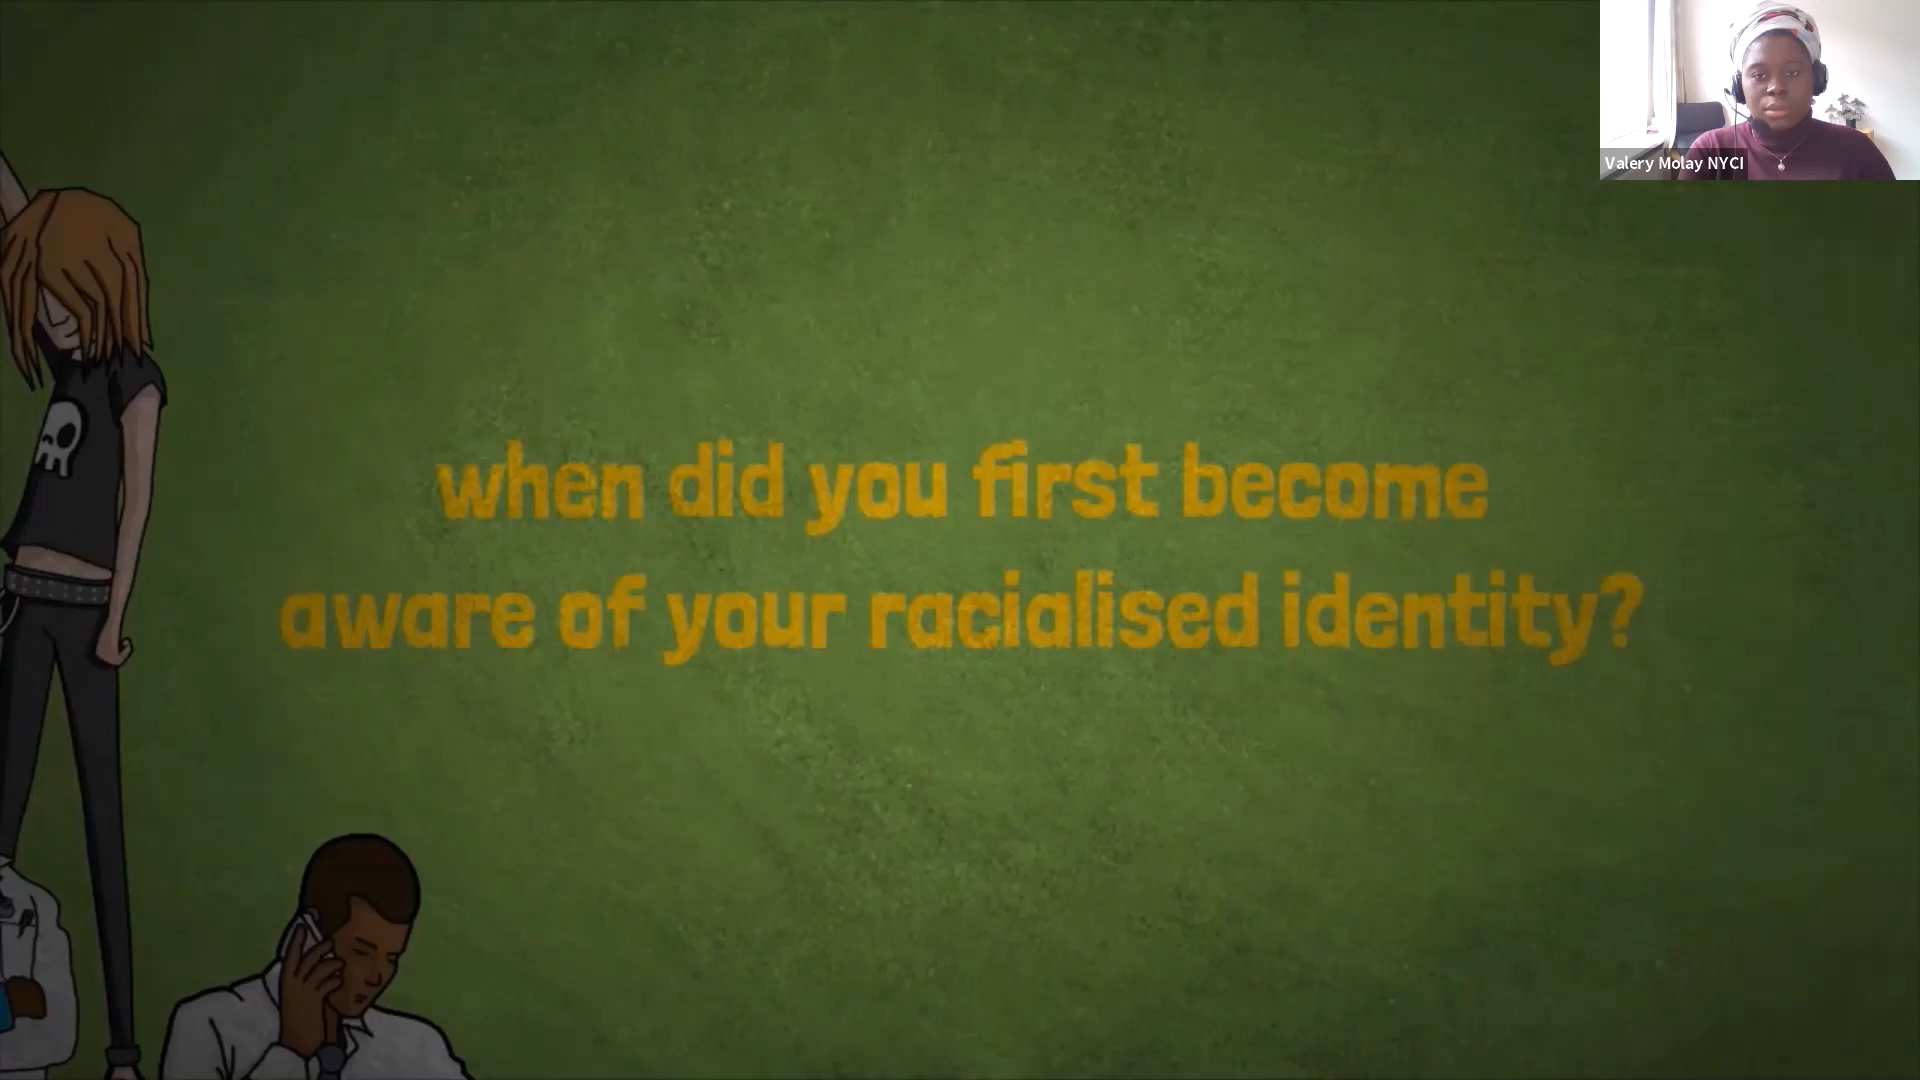 Valery Molay NYCI
when did you first become
aware of your racialised identity?